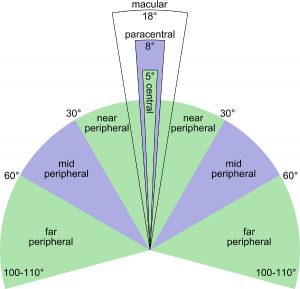 macular
18°
paracentral
8°
5°
central
30°
near
peripheral
near
peripheral
30°
60°
mid
peripheral
mid
peripheral
60°
far
peripheral
far
peripheral
100-110°
100-110°